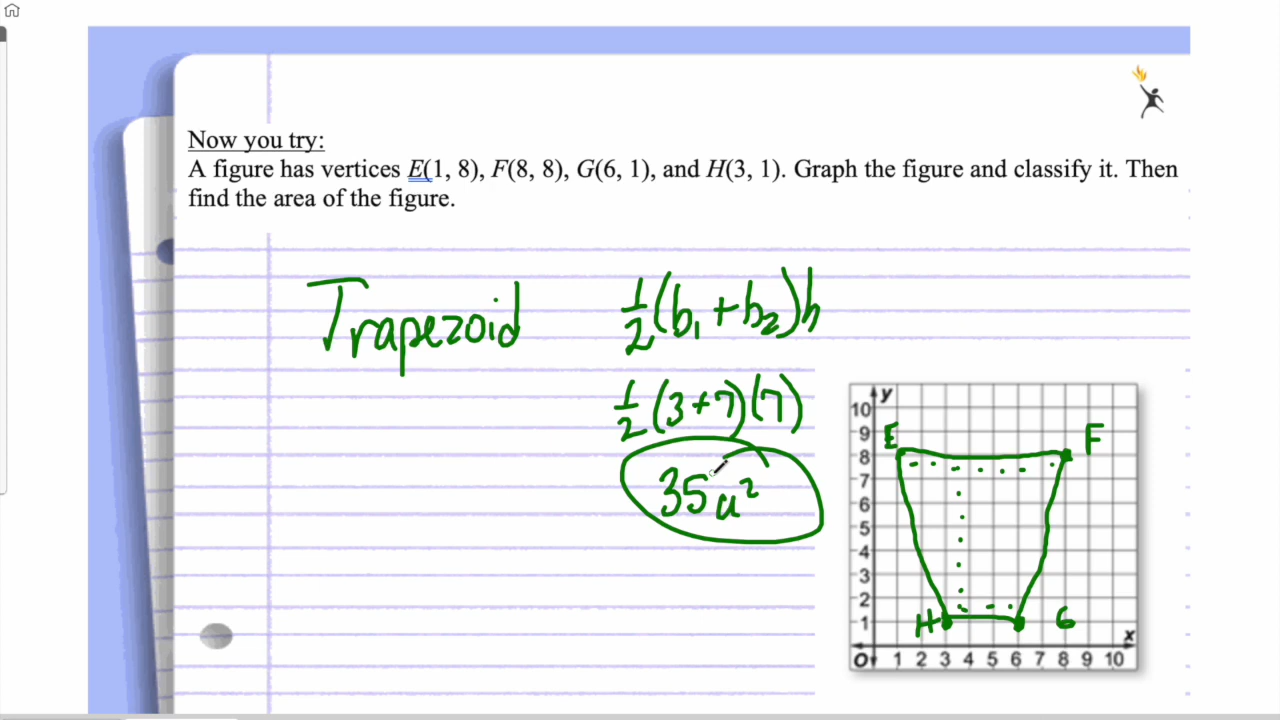 Now you try:
A figure has vertices E(1, 8), F(8, 8), G(6, 1), and H(3, 1). Graph the figure and classify it. Then
find the area of the figure.
Trapezoid
½(b₁ + b₂)h
½(3+7)(7)
35u²
y
10
9
8
7
6
5
4
3
2
1
O 1 2 3 4 5 6 7 8 9 10
x
E
F
H
G